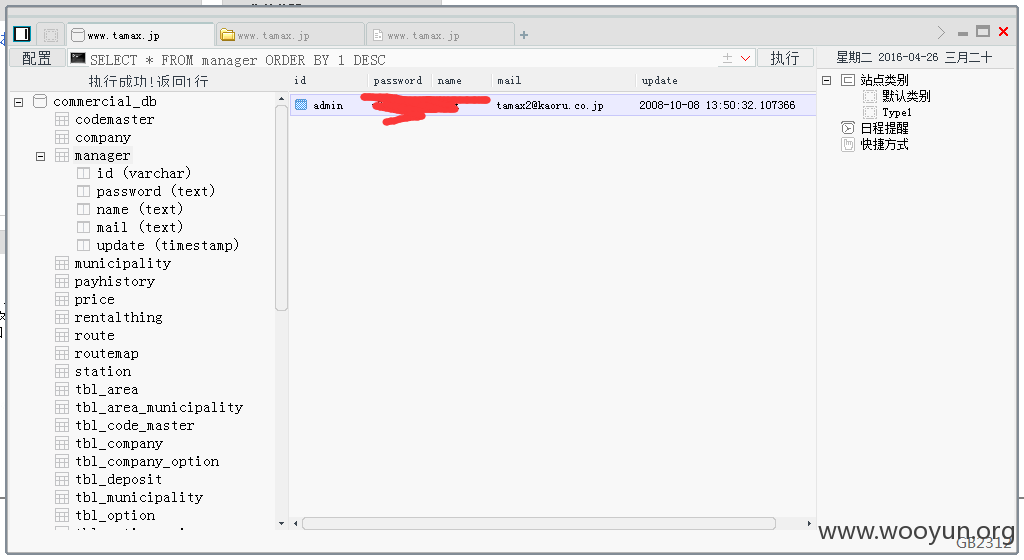 www.tamax.jp
www.tamax.jp
www.tamax.jp
配置
SELECT * FROM manager ORDER BY 1 DESC
执行
星期二 2016-04-26 三月二十
执行成功!返回1行
id password name mail update
admin tamax2@kaoru.co.jp 2008-10-08 13:50:32.107366
commercial_db
codemaster
company
manager
id (varchar)
password (text)
name (text)
mail (text)
update (timestamp)
municipality
payhistory
price
rentalthing
route
routemap
station
tbl_area
tbl_area_municipality
tbl_code_master
tbl_company
tbl_company_option
tbl_deposit
tbl_municipality
tbl_option
站点类别
默认类别
Type1
日程提醒
快捷方式
www.wooyun.org
GB2312